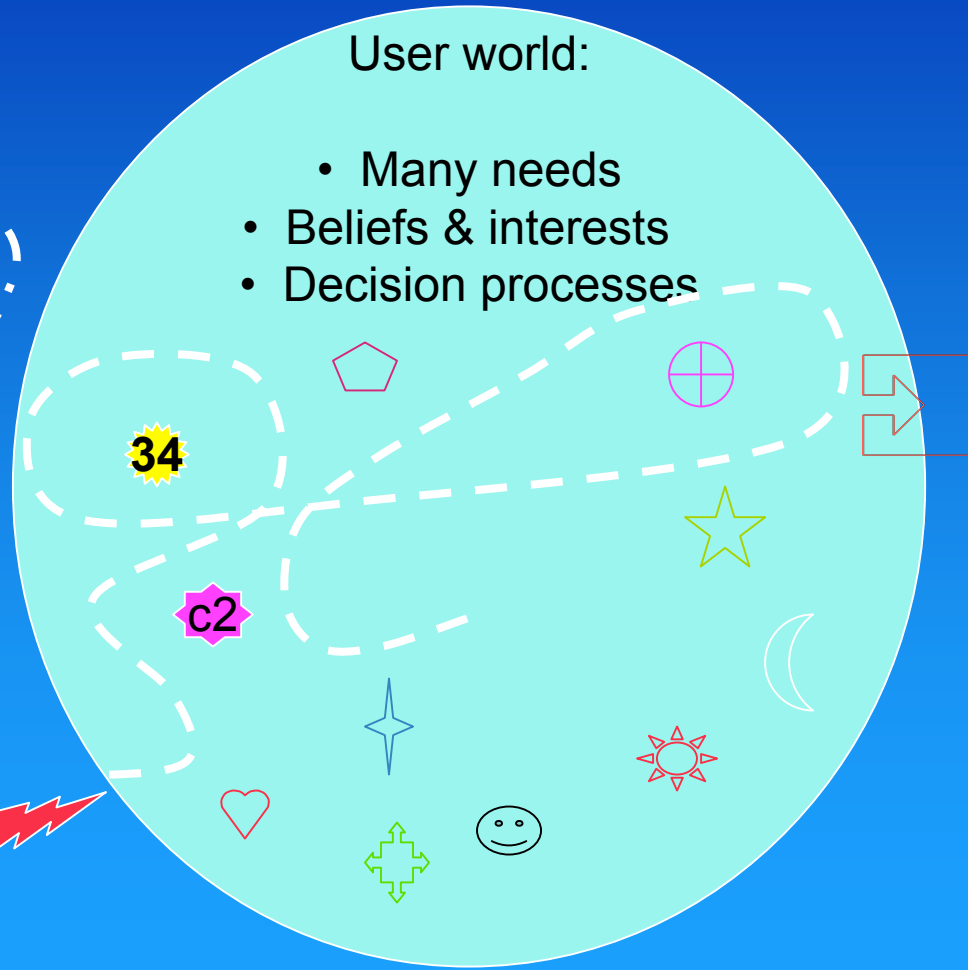 User world:
• Many needs
• Beliefs & interests
• Decision processes
34
c2